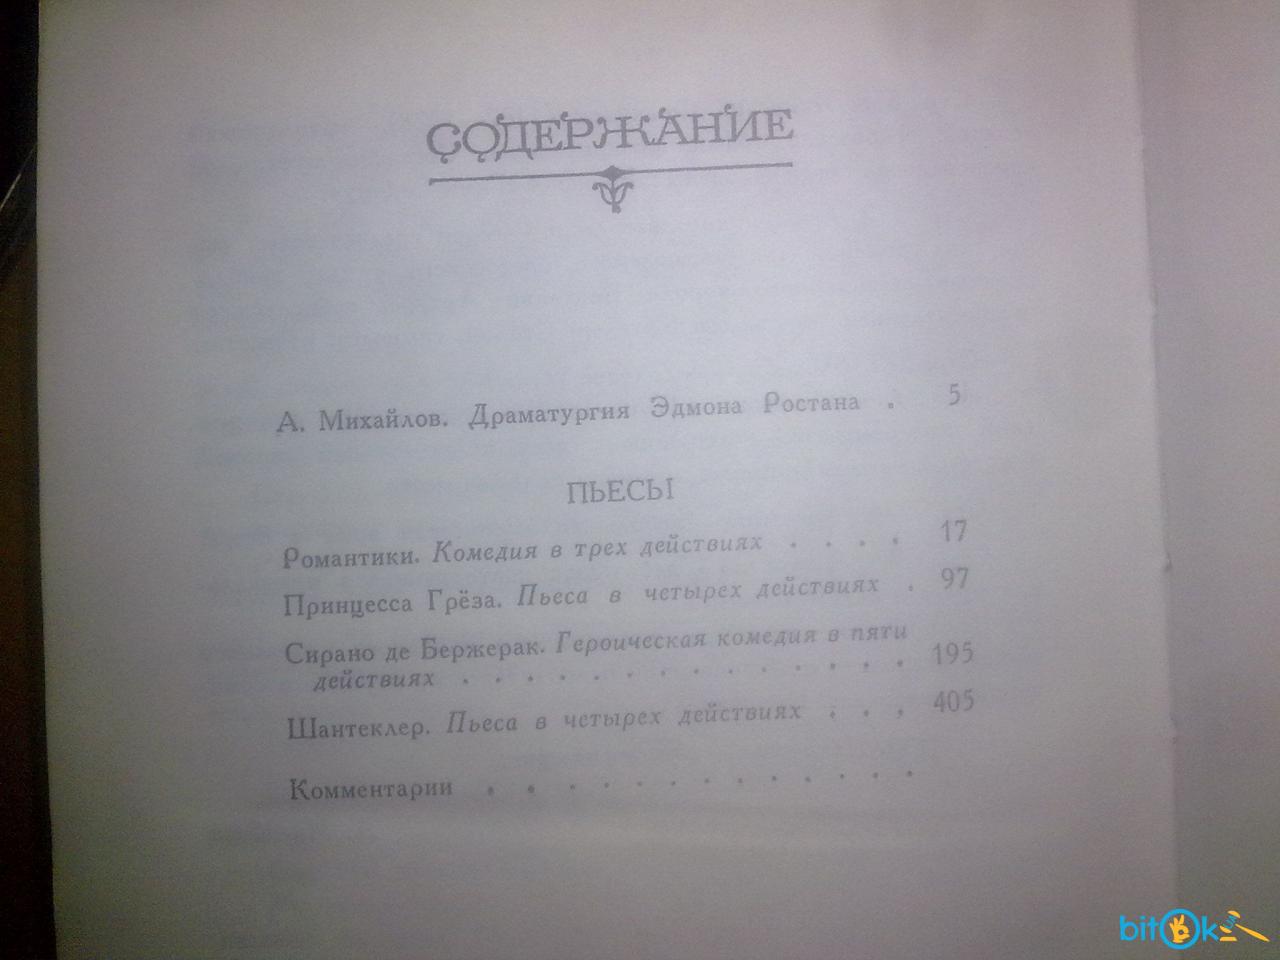 СОДЕРЖАНИЕ
А. Михайлов. Драматургия Эдмона Ростана . 5
ПЬЕСЫ
Романтики. Комедия в трех действиях . . . . 17
Принцесса Грёза. Пьеса в четырех действиях . 97
Сирано де Бержерак. Героическая комедия в пяти
действиях . . . . . . . . . . . . . . 195
Шантеклер. Пьеса в четырех действиях . . . 405
Комментарии . . . . . . . . . . . .
bitOk